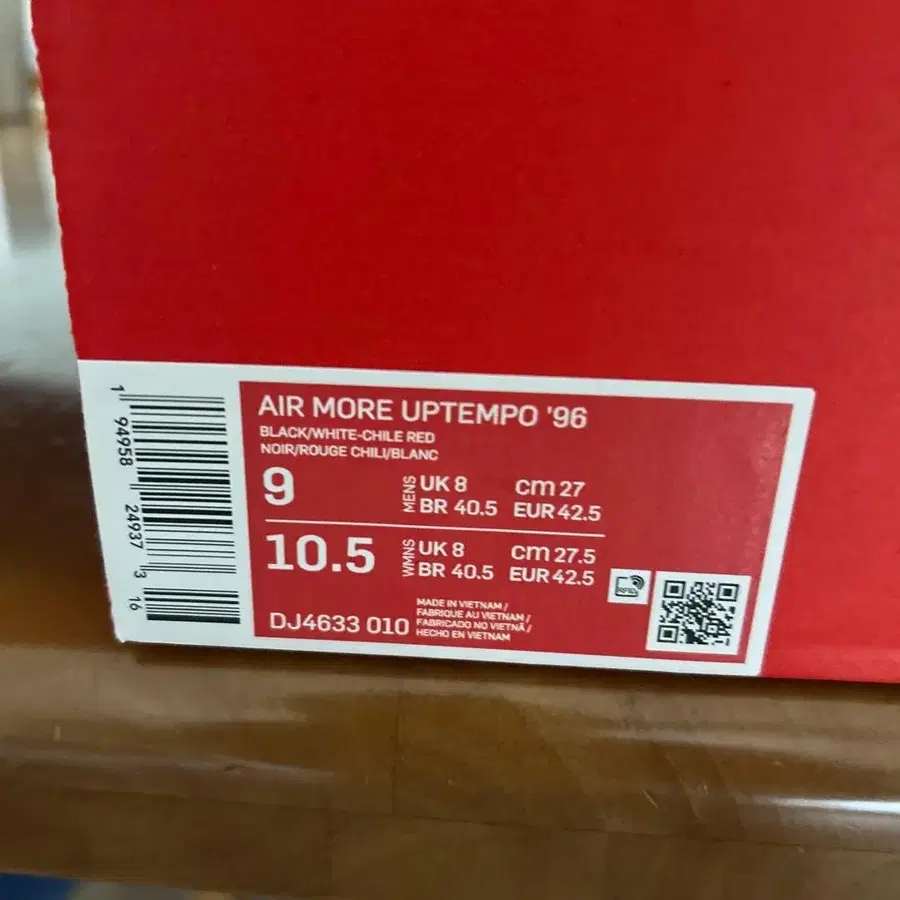 AIR MORE UPTEMPO '96
BLACK/WHITE-CHILE RED
NOIR/ROUGE CHILI/BLANC
9 MENS UK 8 cm 27
BR 40.5 EUR 42.5
10.5 WMNS UK 8 cm 27.5
BR 40.5 EUR 42.5
RFID
DJ4633 010
MADE IN VIETNAM /
FABRIQUE AU VIETNAM /
FABRICADO NO VIETNÃ /
HECHO EN VIETNAM
1 94958 24937 3 16